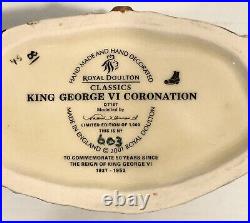 HAND MADE AND HAND DECORATED
ROYAL DOULTON
CLASSICS
KING GEORGE VI CORONATION
Modelled by
LIMITED EDITION OF 1,000
THIS IS Nº
603
MADE IN ENGLAND © 2001 ROYAL DOULTON
TO COMMEMORATE 50 YEARS SINCE
THE REIGN OF KING GEORGE VI
1937 - 1952